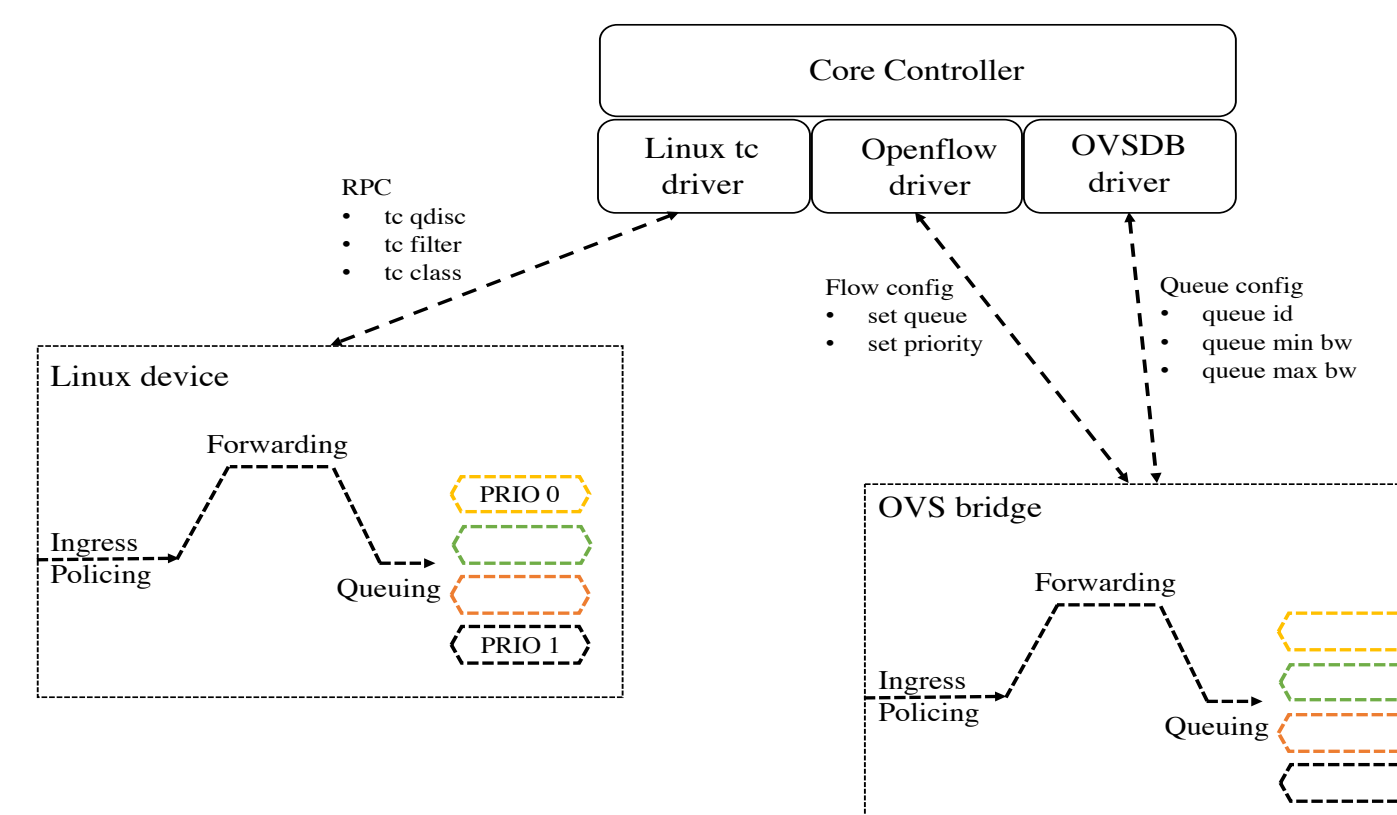 Core Controller
Linux tc
driver
Openflow
driver
OVSDB
driver
RPC
• tc qdisc
• tc filter
• tc class
Flow config
• set queue
• set priority
Queue config
• queue id
• queue min bw
• queue max bw
Linux device
Forwarding
Ingress
Policing
Queuing
PRIO 0
PRIO 1
OVS bridge
Forwarding
Ingress
Policing
Queuing